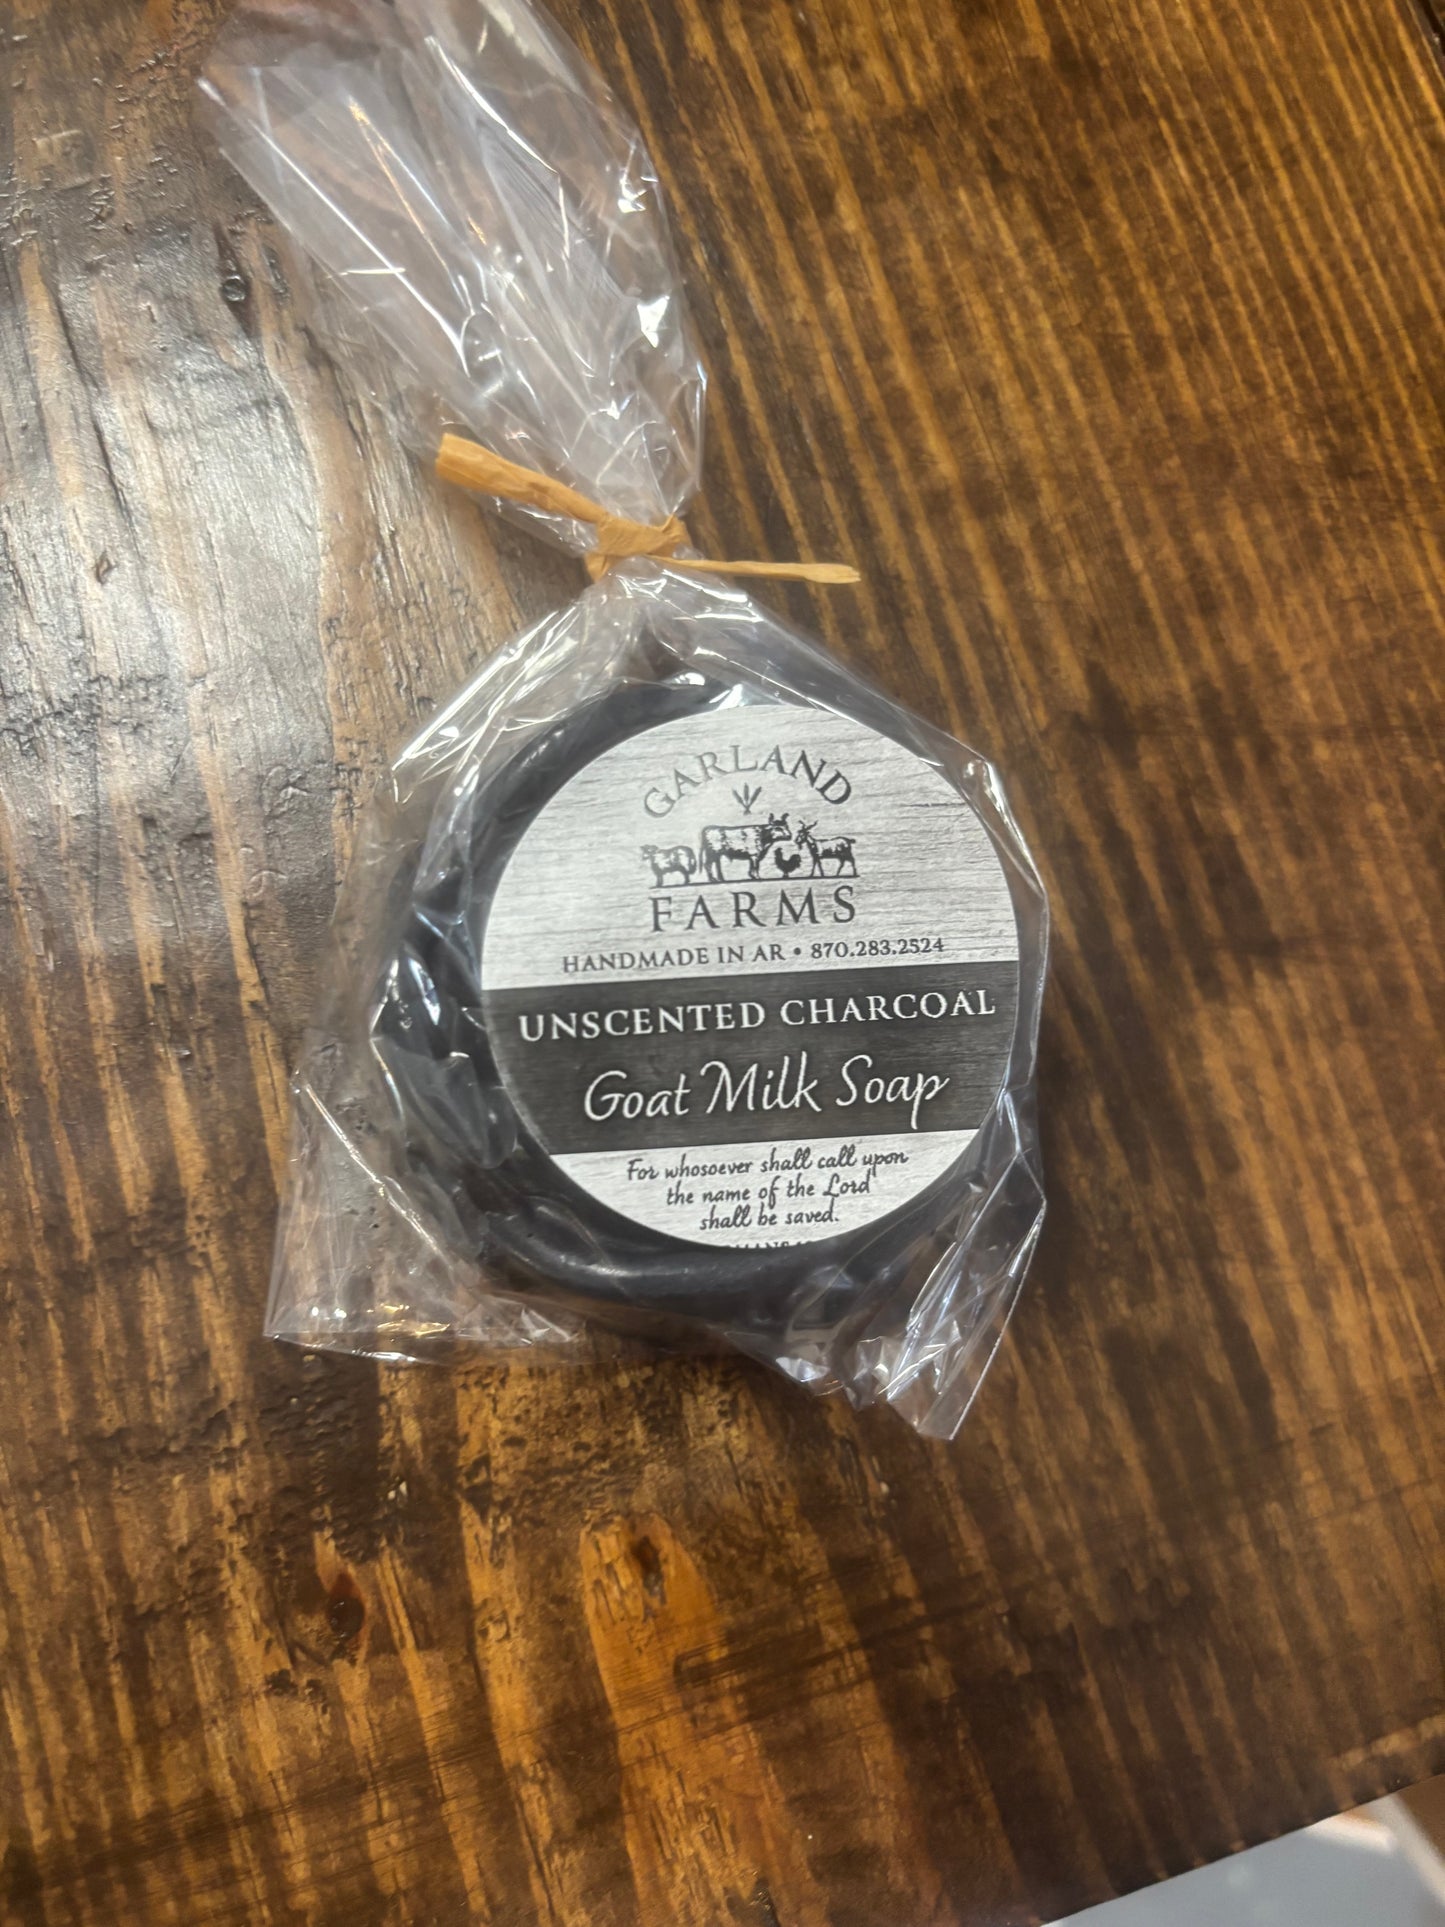 GARLAND
FARMS
HANDMADE IN AR • 870.283.2524
UNSCENTED CHARCOAL
Goat Milk Soap
For whosoever shall call upon
the name of the Lord
shall be saved.